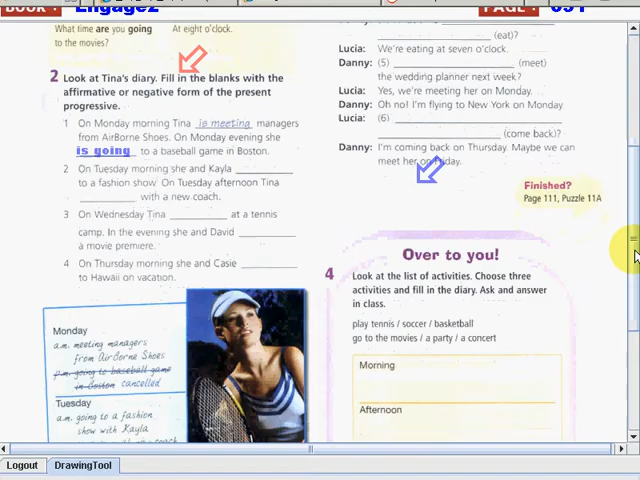 BOOK : Engage2
PAGE : 091
What time are you going
to the movies?
At eight o'clock.
2 Look at Tina's diary. Fill in the blanks with the
affirmative or negative form of the present
progressive.
1 On Monday morning Tina is meeting managers
from AirBorne Shoes. On Monday evening she
is going to a baseball game in Boston.
2 On Tuesday morning she and Kayla
to a fashion show. On Tuesday afternoon Tina
with a new coach.
3 On Wednesday Tina at a tennis
camp. In the evening she and David
a movie premiere.
4 On Thursday morning she and Casie
to Hawaii on vacation.
Monday
a.m. meeting managers
from AirBorne Shoes
p.m. going to baseball game
in Boston cancelled
Tuesday
a.m. going to a fashion
show with Kayla
(eat)?
Lucia: We're eating at seven o'clock.
Danny: (5) (meet)
the wedding planner next week?
Lucia: Yes, we're meeting her on Monday.
Danny: Oh no! I'm flying to New York on Monday
Lucia: (6)
(come back)?
Danny: I'm coming back on Thursday. Maybe we can
meet her on Friday.
Finished?
Page 111, Puzzle 11A
Over to you!
4 Look at the list of activities. Choose three
activities and fill in the diary. Ask and answer
in class.
play tennis / soccer / basketball
go to the movies / a party / a concert
Morning
Afternoon
Logout
DrawingTool